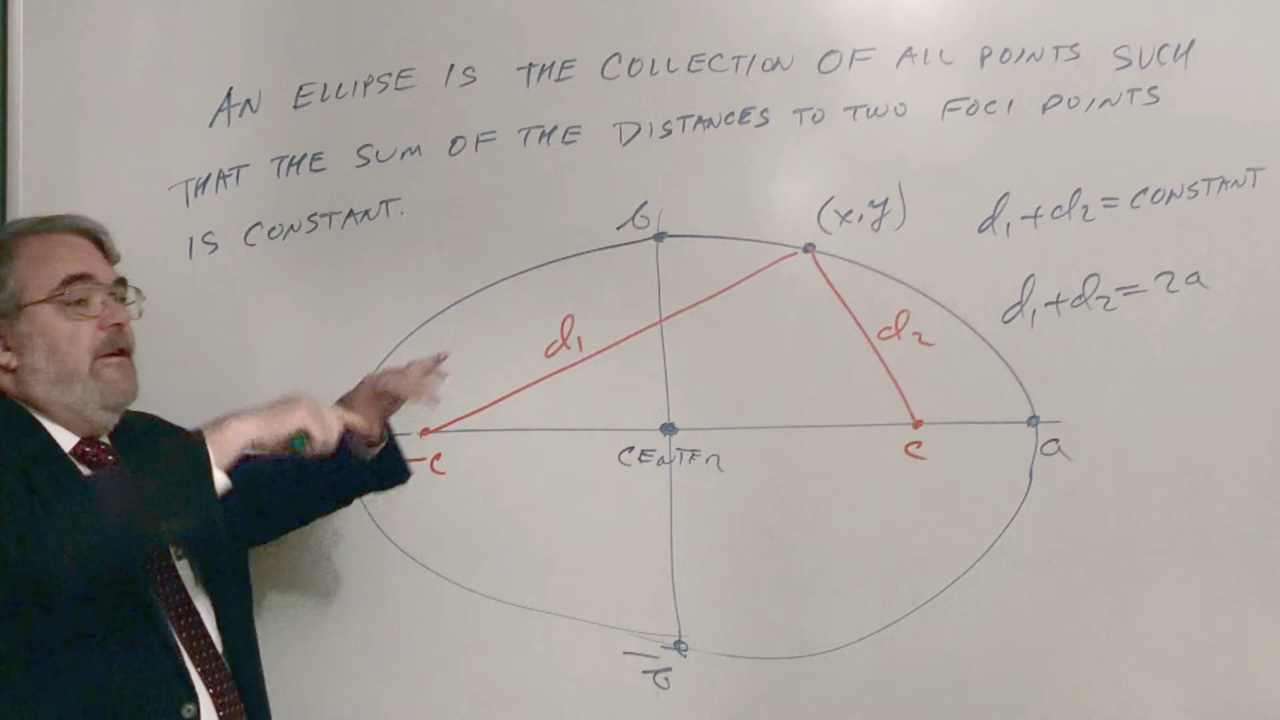 AN ELLIPSE IS THE COLLECTION OF ALL POINTS SUCH
THAT THE SUM OF THE DISTANCES TO TWO FOCI POINTS
IS CONSTANT.
b
(x,y)
d₁+d₂=CONSTANT
d₁+d₂=2a
d₁
d₂
-c
CENTER
c
a
-b